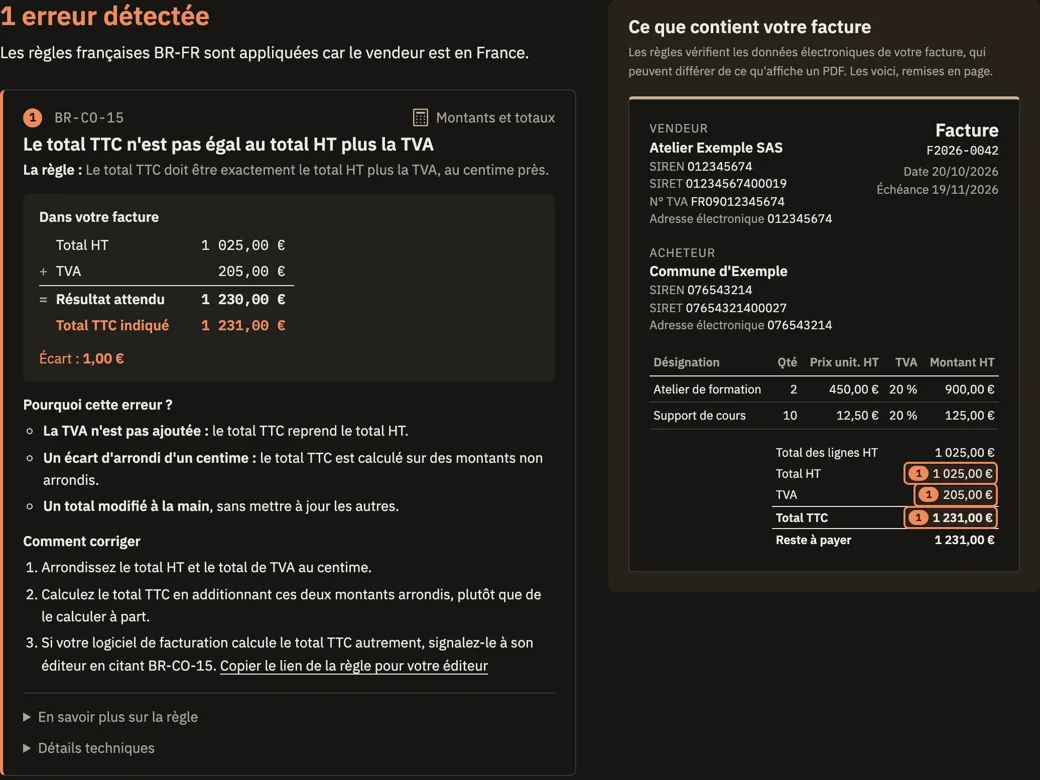 1 erreur détectée
Les règles françaises BR-FR sont appliquées car le vendeur est en France.
1 BR-CO-15 Montants et totaux
Le total TTC n'est pas égal au total HT plus la TVA
La règle : Le total TTC doit être exactement le total HT plus la TVA, au centime près.
Dans votre facture
Total HT 1 025,00 €
+ TVA 205,00 €
= Résultat attendu 1 230,00 €
Total TTC indiqué 1 231,00 €
Écart : 1,00 €
Pourquoi cette erreur ?
La TVA n'est pas ajoutée : le total TTC reprend le total HT.
Un écart d'arrondi d'un centime : le total TTC est calculé sur des montants non
arrondis.
Un total modifié à la main, sans mettre à jour les autres.
Comment corriger
1. Arrondissez le total HT et le total de TVA au centime.
2. Calculez le total TTC en additionnant ces deux montants arrondis, plutôt que de
le calculer à part.
3. Si votre logiciel de facturation calcule le total TTC autrement, signalez-le à son
éditeur en citant BR-CO-15. Copier le lien de la règle pour votre éditeur
En savoir plus sur la règle
Détails techniques
Ce que contient votre facture
Les règles vérifient les données électroniques de votre facture, qui
peuvent différer de ce qu'affiche un PDF. Les voici, remises en page.
VENDEUR
Atelier Exemple SAS
SIREN 012345674
SIRET 01234567400019
N° TVA FR09012345674
Adresse électronique 012345674
Facture
F2026-0042
Date 20/10/2026
Échéance 19/11/2026
ACHETEUR
Commune d'Exemple
SIREN 076543214
SIRET 07654321400027
Adresse électronique 076543214
Désignation Qté Prix unit. HT TVA Montant HT
Atelier de formation 2 450,00 € 20 % 900,00 €
Support de cours 10 12,50 € 20 % 125,00 €
Total des lignes HT 1 025,00 €
Total HT 1 1 025,00 €
TVA 1 205,00 €
Total TTC 1 1 231,00 €
Reste à payer 1 231,00 €